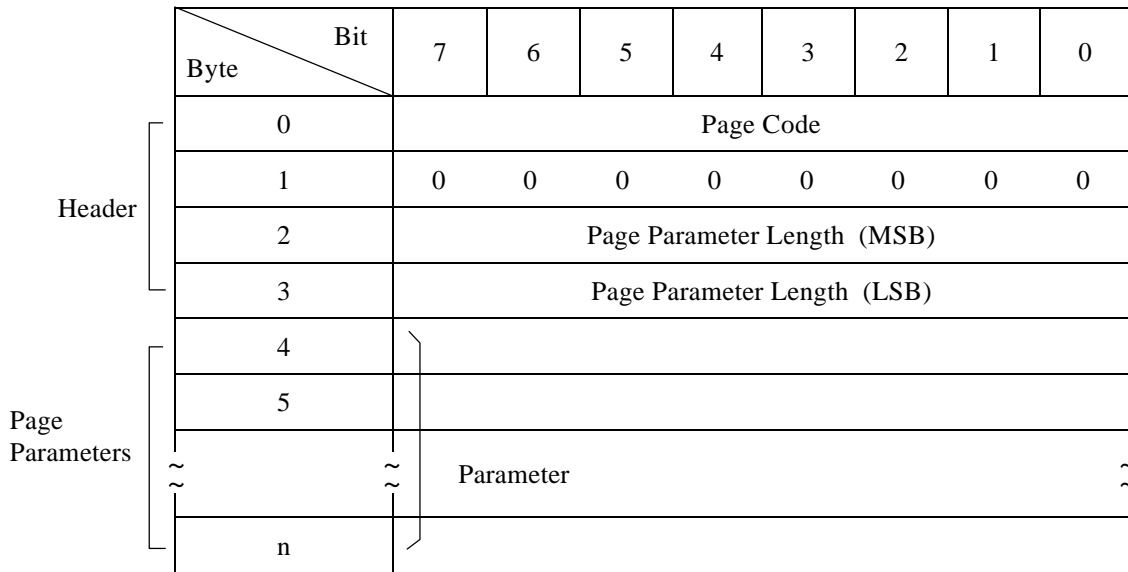 Bit
Byte
7 6 5 4 3 2 1 0
0 Page Code
1 0 0 0 0 0 0 0 0
Header
2 Page Parameter Length (MSB)
3 Page Parameter Length (LSB)
4
5
Page
Parameters
~ ~ Parameter ~
~ ~ ~
n